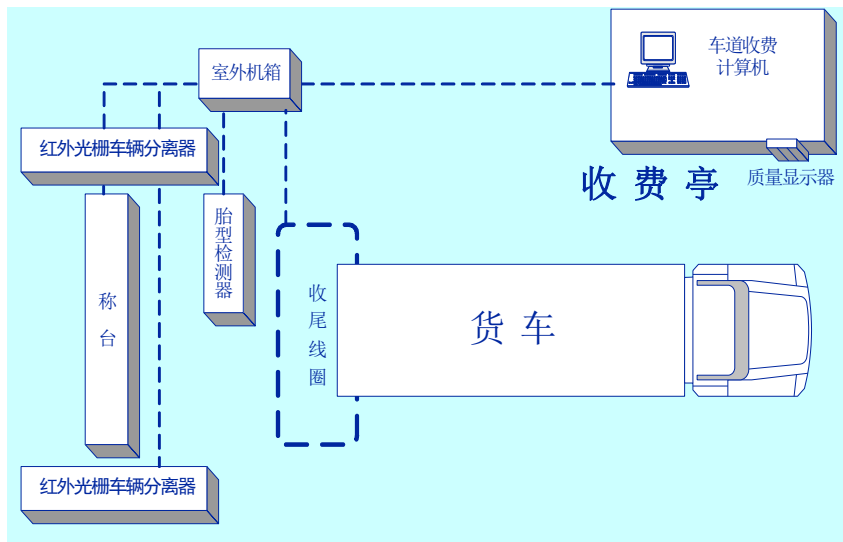 室外机箱
车道收费
计算机
红外光栅车辆分离器
收费亭
质量显示器
胎型检测器
称台
收尾线圈
货车
红外光栅车辆分离器